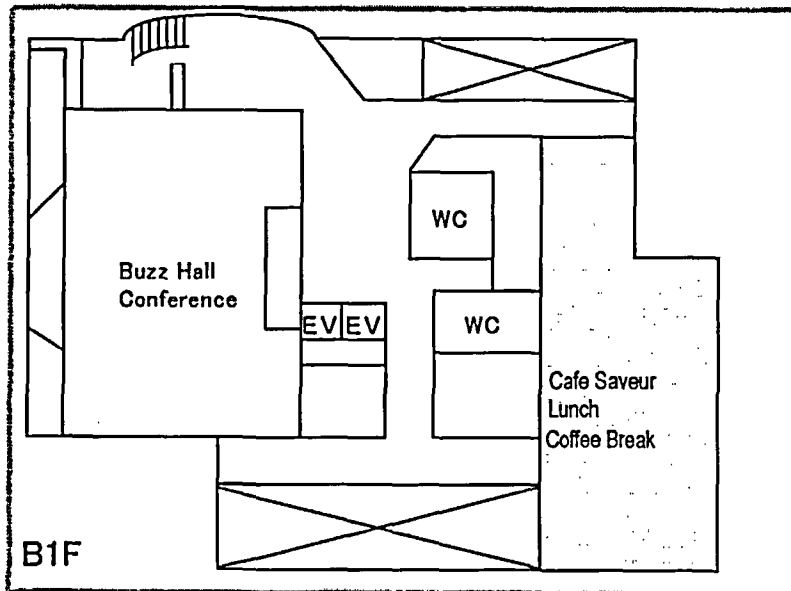 WC
Buzz Hall
Conference
EV EV
WC
Cafe Saveur
Lunch
Coffee Break
B1F